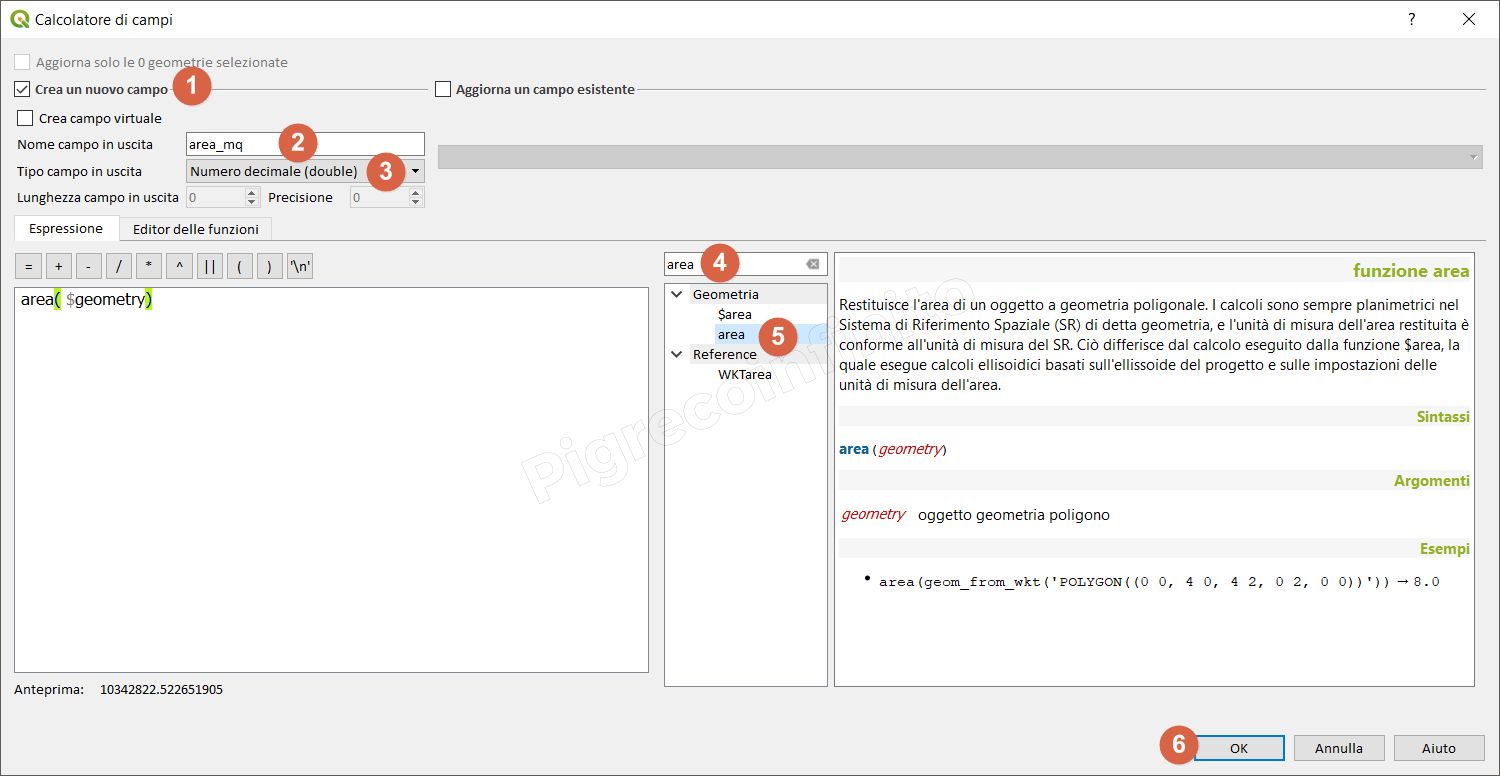 Calcolatore di campi
?
Aggiorna solo le 0 geometrie selezionate
Crea un nuovo campo
1
Aggiorna un campo esistente
Crea campo virtuale
Nome campo in uscita
area_mq
2
Tipo campo in uscita
Numero decimale (double)
3
Lunghezza campo in uscita
0
Precisione
0
Espressione
Editor delle funzioni
= + - / * ^ || ( ) '\n'
area( $geometry)
area
4
Geometria
$area
area
5
Reference
WKTarea
funzione area
Restituisce l'area di un oggetto a geometria poligonale. I calcoli sono sempre planimetrici nel
Sistema di Riferimento Spaziale (SR) di detta geometria, e l'unità di misura dell'area restituita è
conforme all'unità di misura del SR. Ciò differisce dal calcolo eseguito dalla funzione $area, la
quale esegue calcoli ellisoidici basati sull'ellissoide del progetto e sulle impostazioni delle
unità di misura dell'area.
Sintassi
area (geometry)
Argomenti
geometry oggetto geometria poligono
Esempi
• area(geom_from_wkt('POLYGON((0 0, 4 0, 4 2, 0 2, 0 0))')) → 8.0
Pigrecoinfinito
Anteprima: 10342822.522651905
6
OK
Annulla
Aiuto